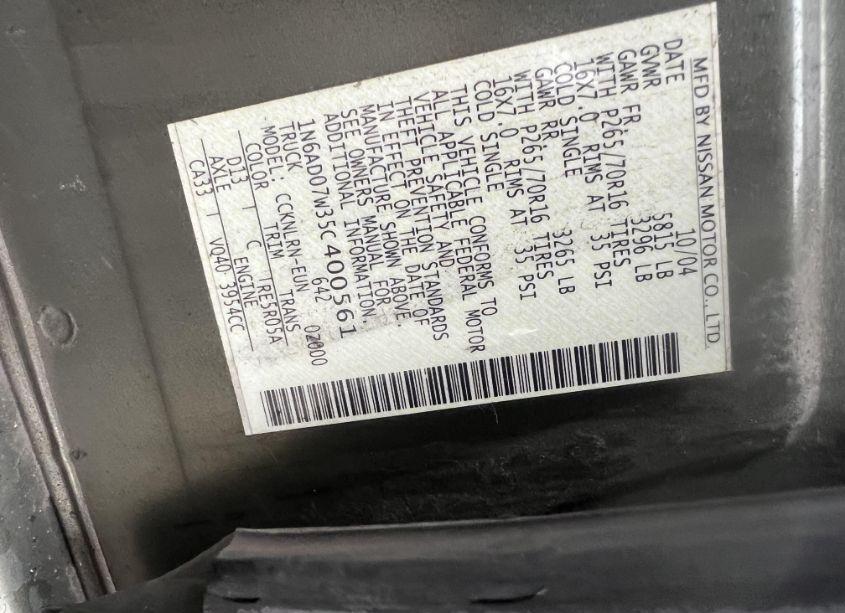 MFD BY NISSAN MOTOR CO., LTD.
DATE 10/04
GVWR 5815 LB
GAWR FR. 3296 LB
WITH P265/70R16 TIRES
16X7.0 RIMS AT 35 PSI
COLD SINGLE
GAWR RR 3265 LB
WITH P265/70R16 TIRES
16X7.0 RIMS AT 35 PSI
COLD SINGLE
THIS VEHICLE CONFORMS TO
ALL APPLICABLE FEDERAL MOTOR
VEHICLE SAFETY AND
THEFT PREVENTION STANDARDS
IN EFFECT ON THE DATE OF
MANUFACTURE SHOWN ABOVE.
SEE OWNERS MANUAL FOR
ADDITIONAL INFORMATION.
1N6AD07W35C400561
TRUCK 642
MODEL: CCKNLRN-EUN 02000
COLOR TRIM TRANS
D13 C RE5R05A
AXLE ENGINE
CA33 VQ40 3954CC